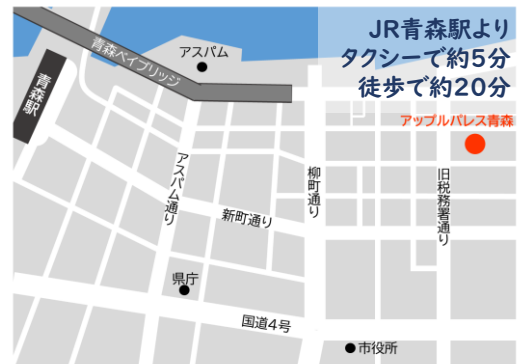 JR青森駅より
タクシーで約5分
徒歩で約20分
アスパム
青森ベイブリッジ
青森駅
アップルパレス青森
アスパム通り
柳町通り
旧税務署通り
新町通り
県庁
国道4号
市役所